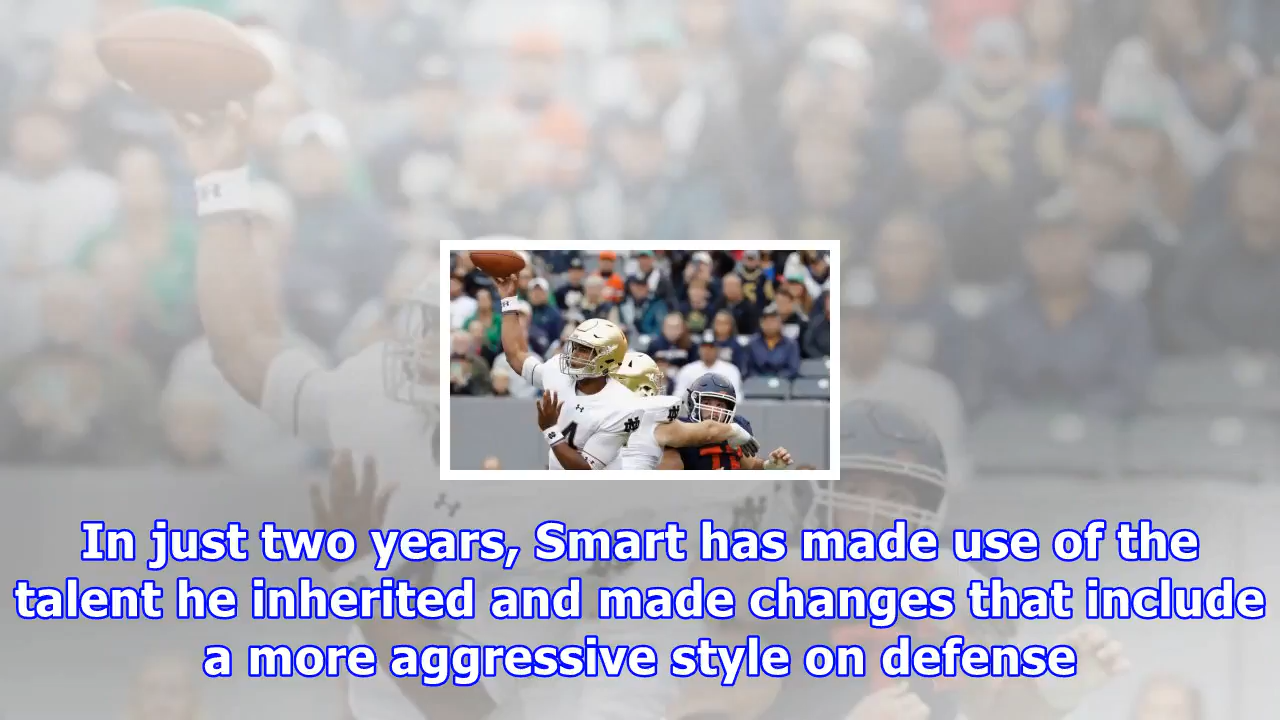 In just two years, Smart has made use of the
talent he inherited and made changes that include
a more aggressive style on defense